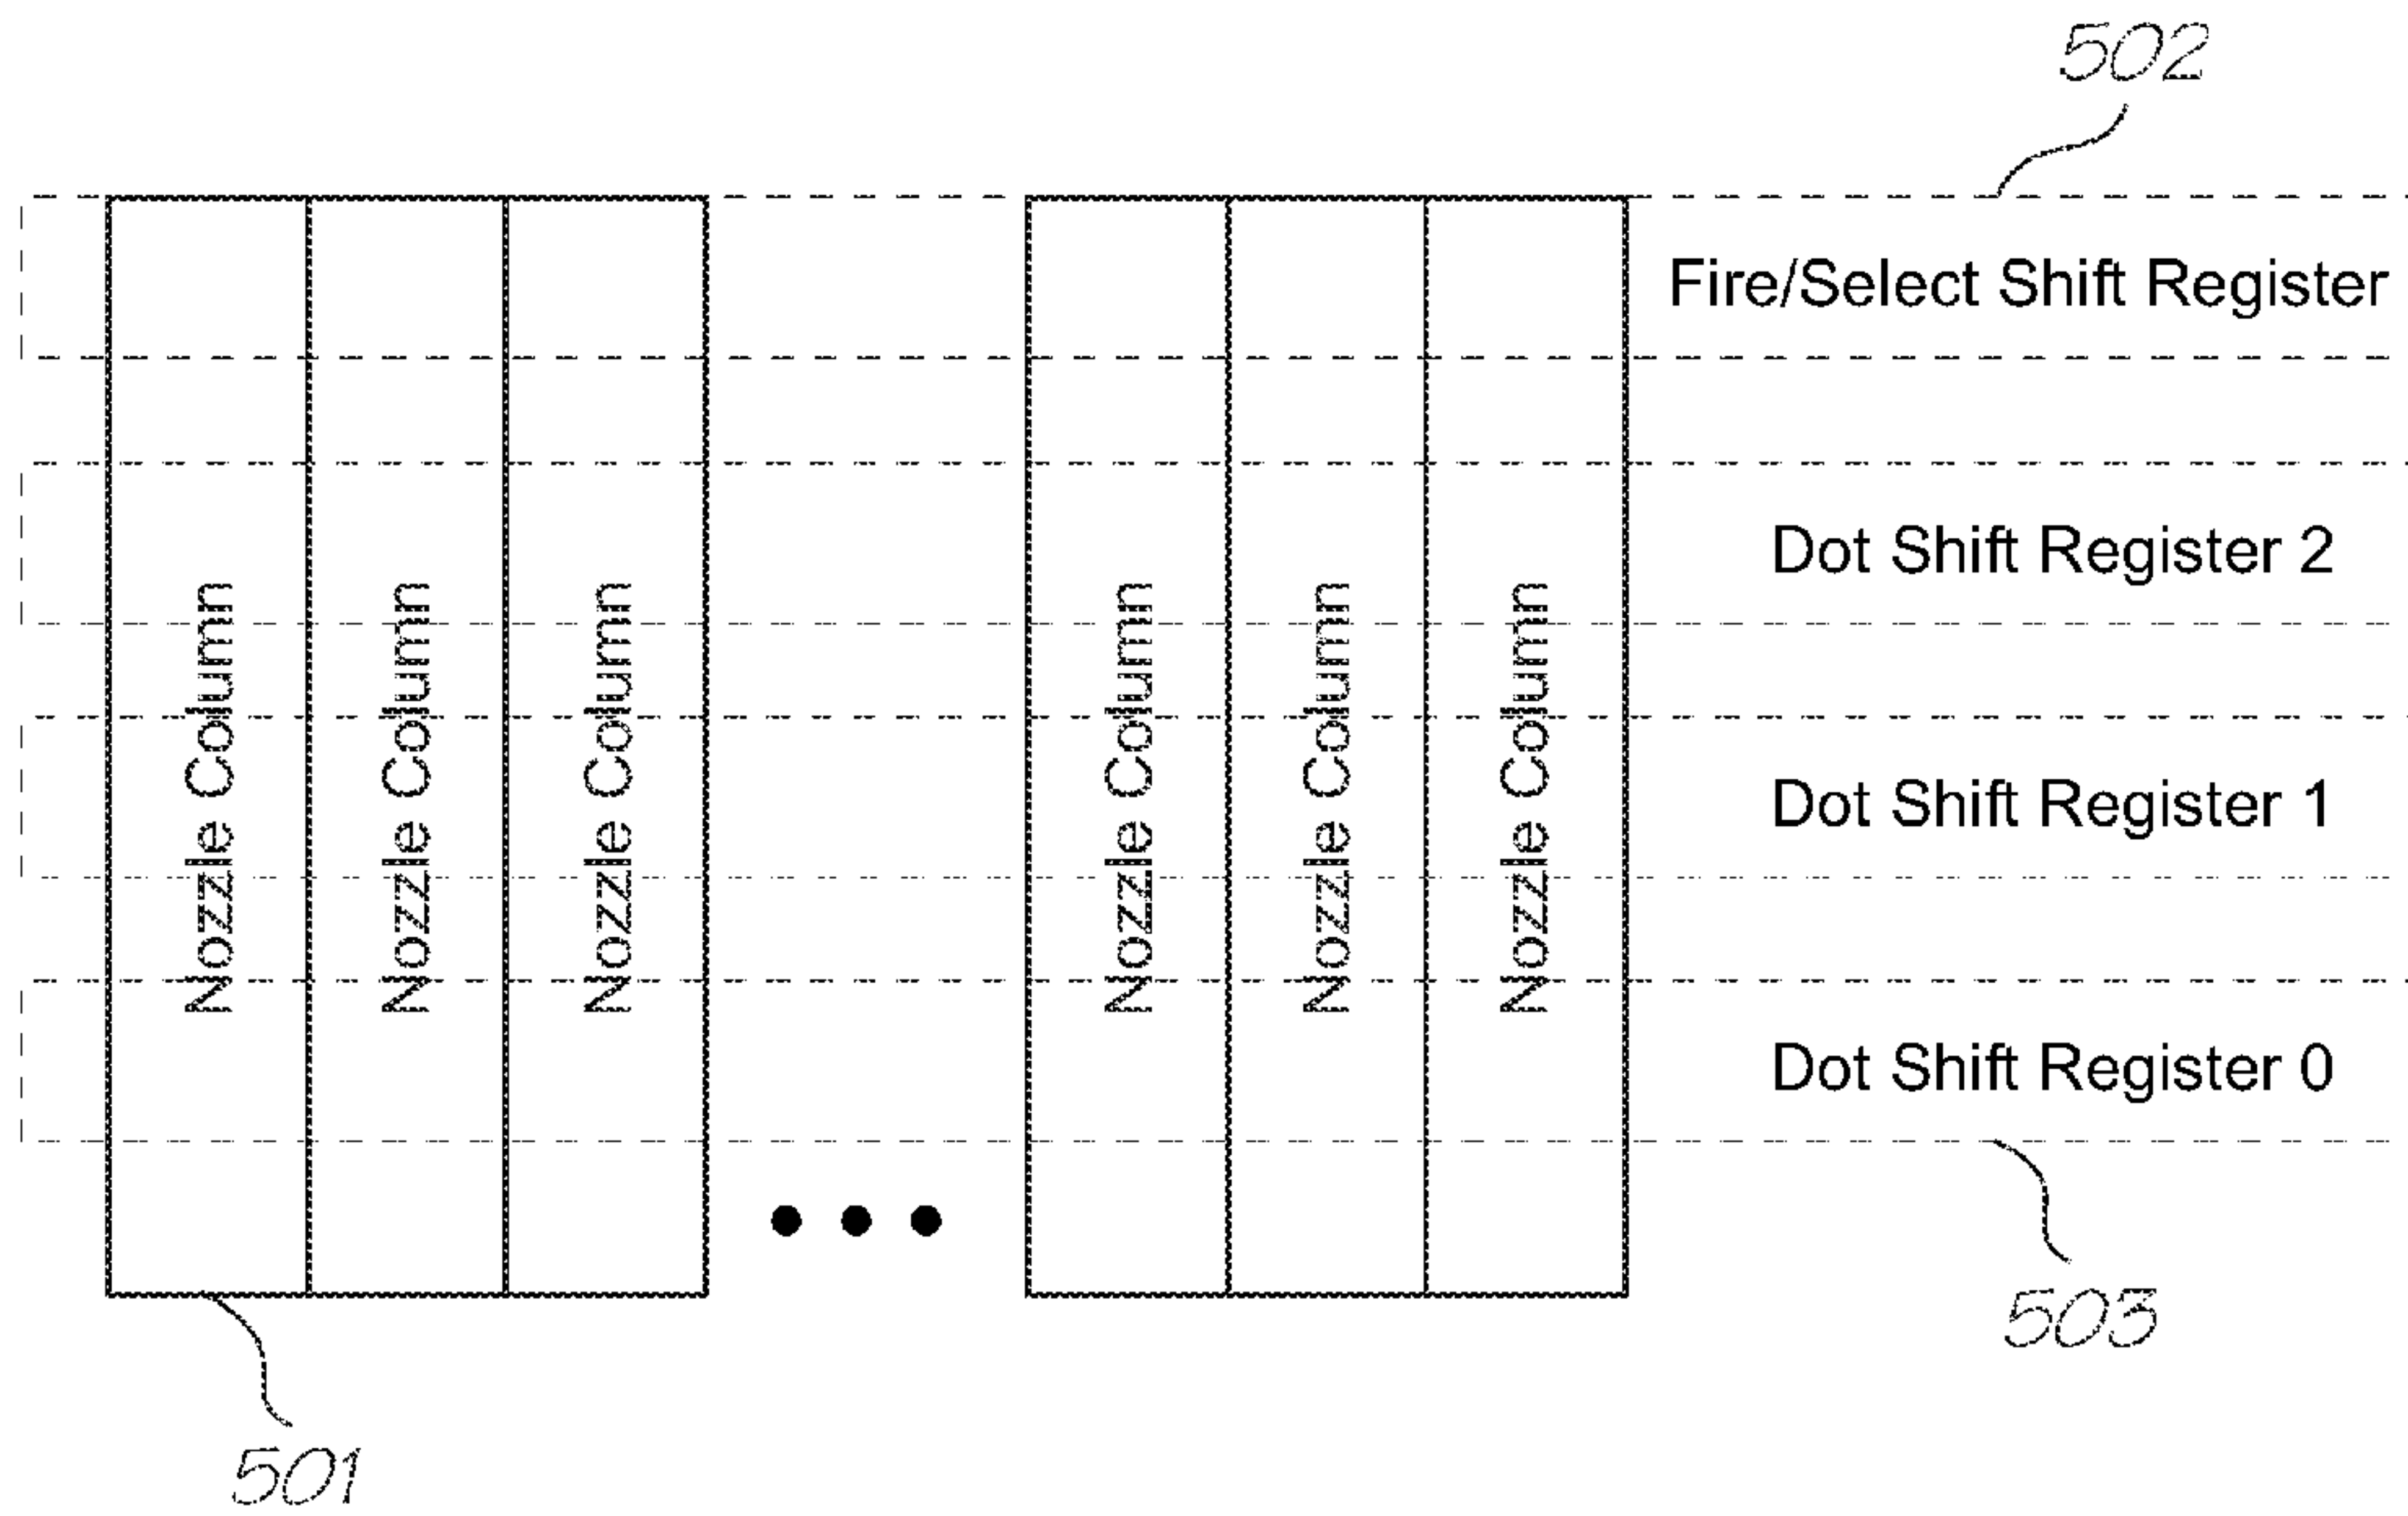 502
Fire/Select Shift Register
Dot Shift Register 2
Nozzle Column
Nozzle Column
Nozzle Column
Nozzle Column
Nozzle Column
Nozzle Column
Dot Shift Register 1
Dot Shift Register 0
503
501